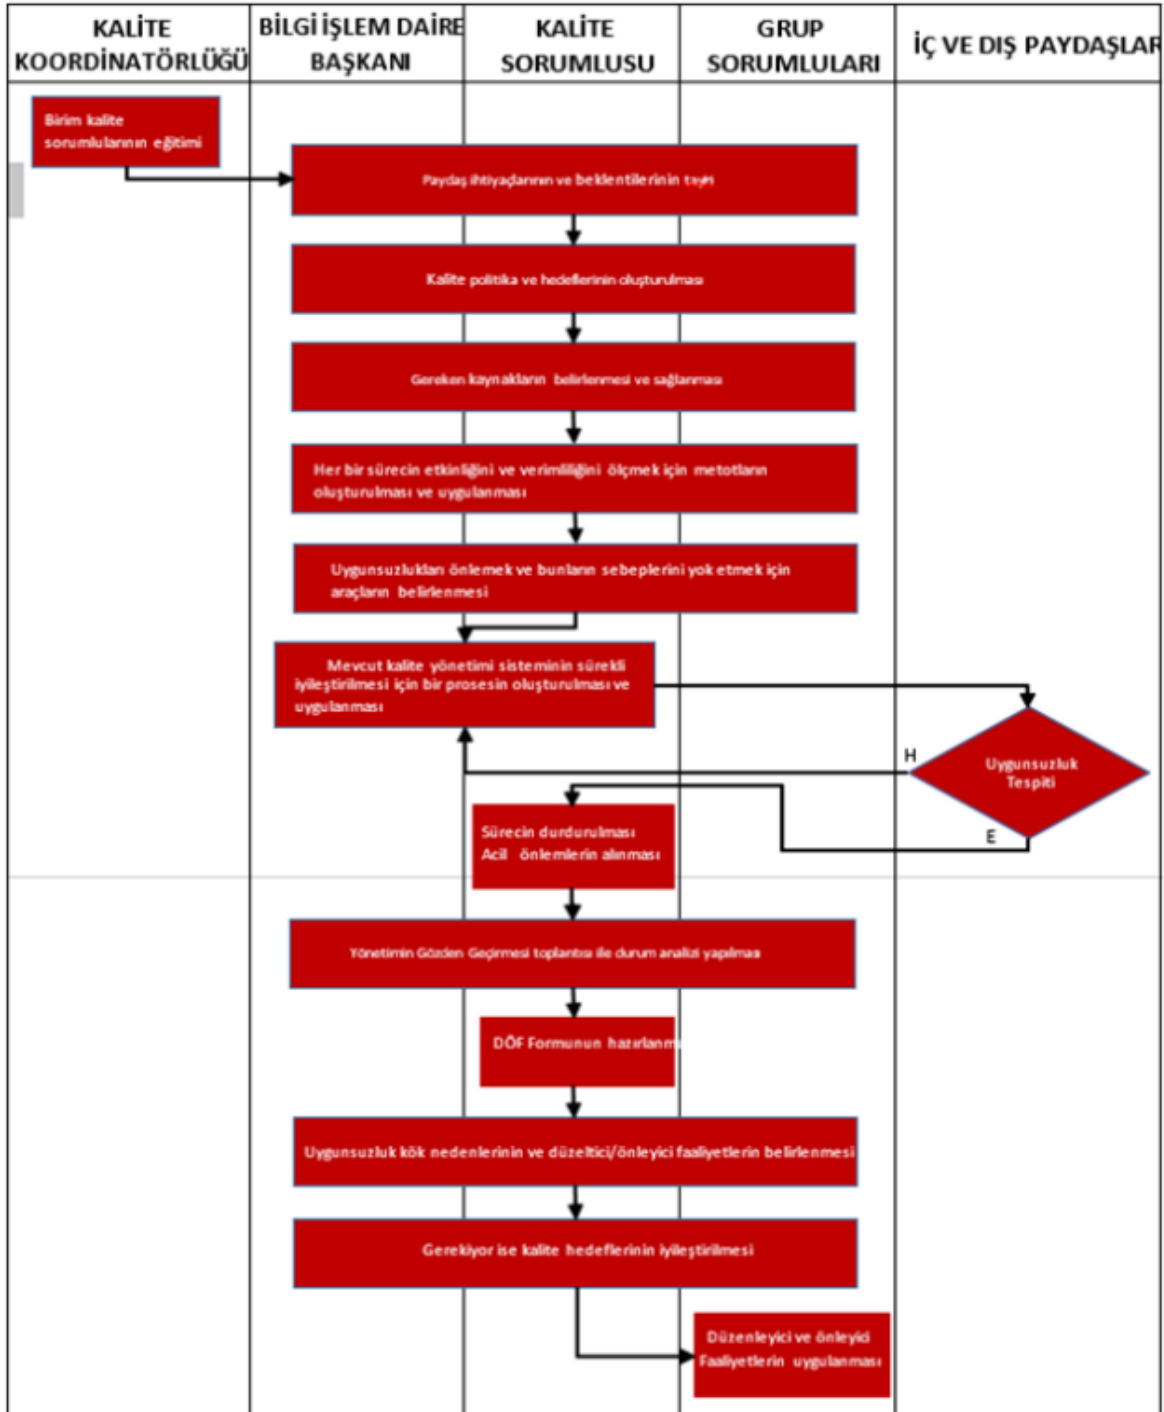 KALİTE
KOORDİNATÖRLÜĞÜ
BİLGİ İŞLEM DAİRE
BAŞKANI
KALİTE
SORUMLUSU
GRUP
SORUMLULARI
İÇ VE DIŞ PAYDAŞLAR
Birim kalite
sorumlularının eğitimi
Paydaş ihtiyaçlarının ve beklentilerinin
Kalite politika ve hedeflerinin oluşturulması
Gereken kaynakların belirlenmesi ve sağlanması
Her bir sürecin etkinliğini ve verimliliğini ölçmek için metotların
oluşturulması ve uygulanması
Uygunsuzlukları önlemek ve bunların sebeplerini yok etmek için
araçların belirlenmesi
Mevcut kalite yönetimi sisteminin sürekli
iyileştirilmesi için bir prosesin oluşturulması ve
uygulanması
H
Uygunsuzluk
Tespiti
E
Sürecin durdurulması
Acil önlemlerin alınması
Yönetimin Gözden Geçirmesi toplantısı ile durum analizi yapılması
DÖF Formunun hazırlanm
Uygunsuzluk kök nedenlerinin ve düzeltici/önleyici faaliyetlerin belirlenmesi
Gerekiyor ise kalite hedeflerinin iyileştirilmesi
Düzenleyici ve önleyici
Faaliyetlerin uygulanması